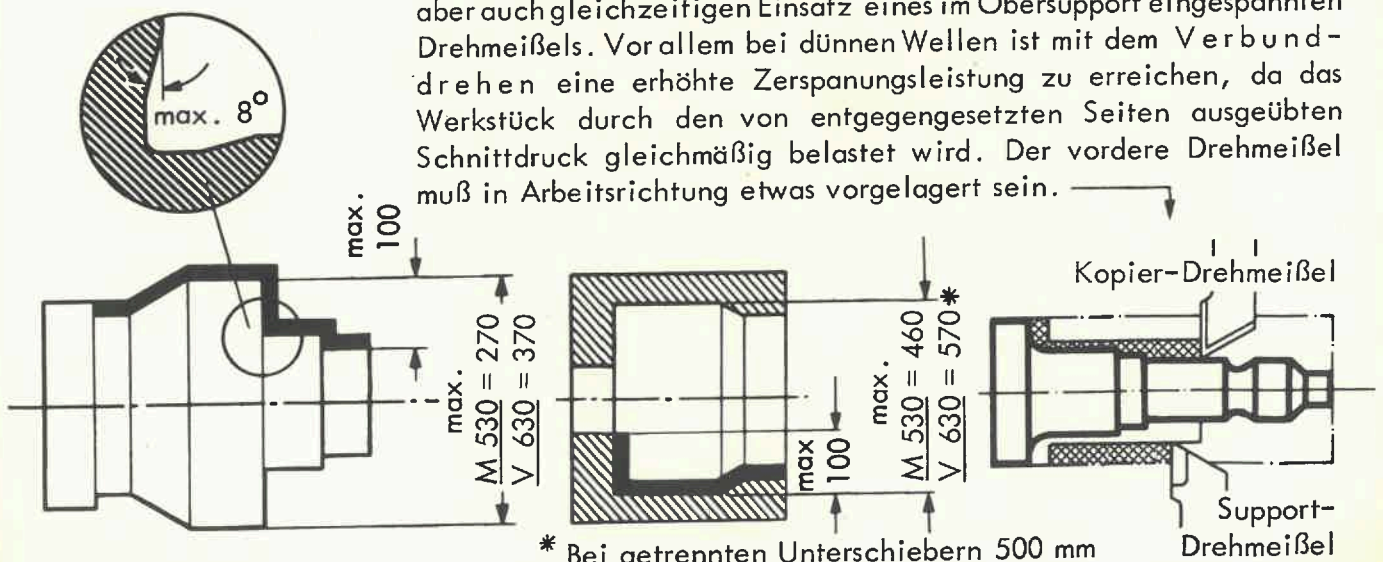 aber auch gleichzeitigen Einsatz eines im Obersupport eingespannten
Drehmeißels. Vor allem bei dünnen Wellen ist mit dem Verbund-
drehen eine erhöhte Zerspanungsleistung zu erreichen, da das
Werkstück durch den von entgegengesetzten Seiten ausgeübten
Schnittdruck gleichmäßig belastet wird. Der vordere Drehmeißel
muß in Arbeitsrichtung etwas vorgelagert sein.
max. 8°
max.
100
max.
M 530 = 270
V 630 = 370
max
100
max.
M 530 = 460
V 630 = 570*
Kopier-Drehmeißel
Support-
Drehmeißel
* Bei getrennten Unterschiebern 500 mm